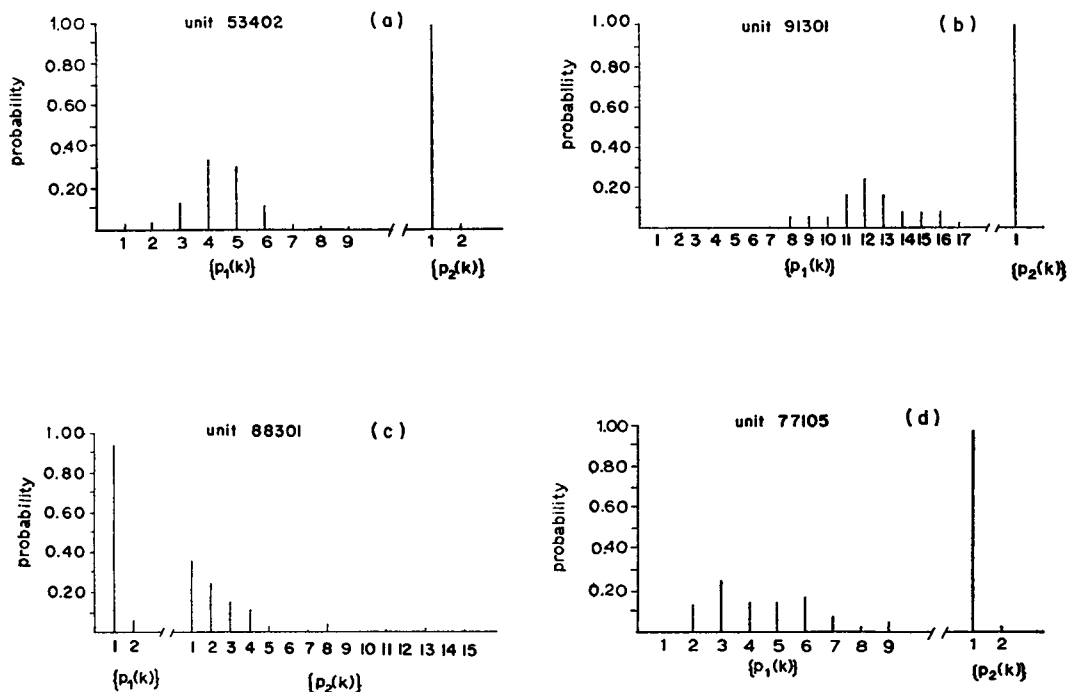 unit 53402 (a)
probability
1.00
0.80
0.60
0.40
0.20
1 2 3 4 5 6 7 8 9 1 2
{p₁(k)} {p₂(k)}
unit 91301 (b)
probability
1.00
0.80
0.60
0.40
0.20
1 2 3 4 5 6 7 8 9 10 11 12 13 14 15 16 17 1
{p₁(k)} {p₂(k)}
unit 88301 (c)
probability
1.00
0.80
0.60
0.40
0.20
1 2 1 2 3 4 5 6 7 8 9 10 11 12 13 14 15
{p₁(k)} {p₂(k)}
unit 77105 (d)
probability
1.00
0.80
0.60
0.40
0.20
1 2 3 4 5 6 7 8 9 1 2
{p₁(k)} {p₂(k)}